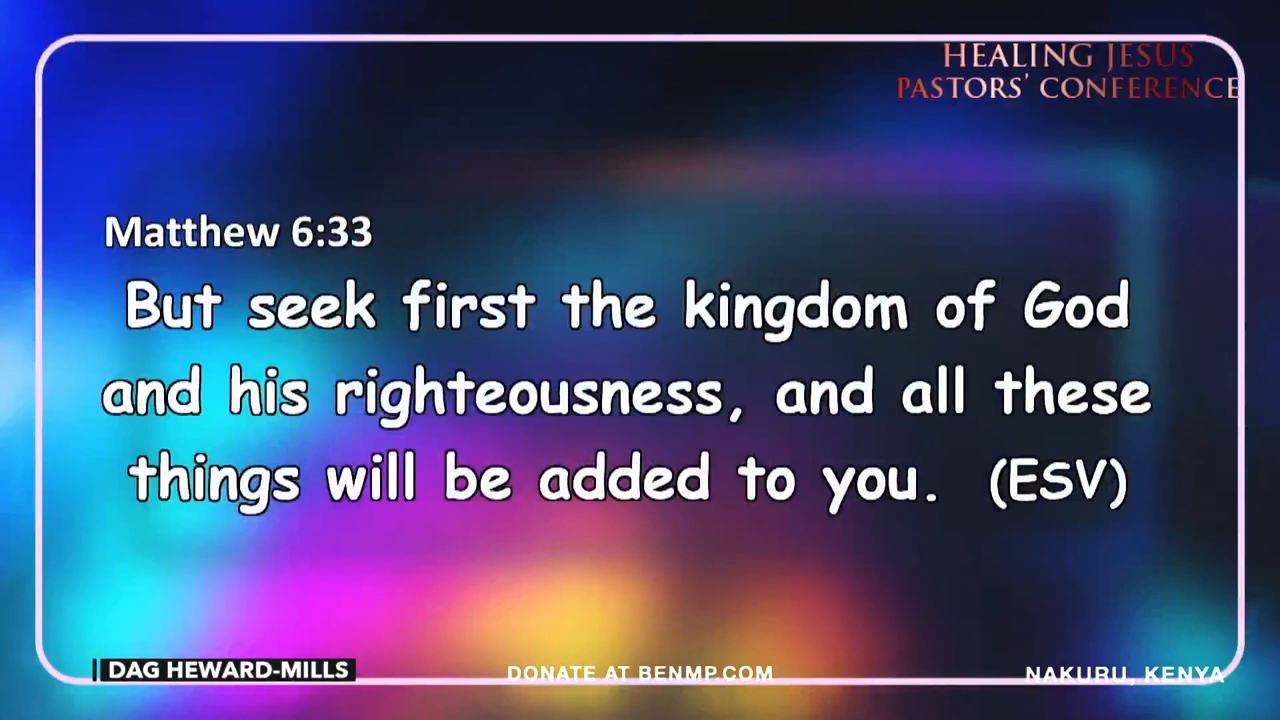 HEALING JESUS
PASTORS' CONFERENCE
Matthew 6:33
But seek first the kingdom of God
and his righteousness, and all these
things will be added to you. (ESV)
DAG HEWARD-MILLS
DONATE AT BENMP.COM
NAKURU, KENYA